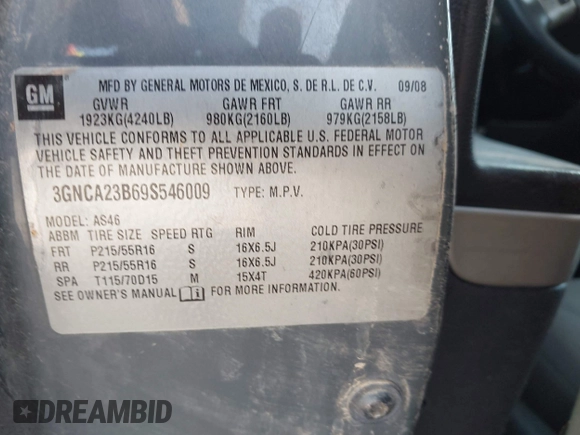 GM
MFD BY GENERAL MOTORS DE MEXICO, S. DE R.L. DE C.V. 09/08
GVWR GAWR FRT GAWR RR
1923KG(4240LB) 980KG(2160LB) 979KG(2158LB)
THIS VEHICLE CONFORMS TO ALL APPLICABLE U.S. FEDERAL MOTOR
VEHICLE SAFETY AND THEFT PREVENTION STANDARDS IN EFFECT ON
THE DATE OF MANUFACTURE SHOWN ABOVE.
3GNCA23B69S546009 TYPE: M.P.V.
MODEL: AS46
ABBM TIRE SIZE SPEED RTG RIM COLD TIRE PRESSURE
FRT P215/55R16 S 16X6.5J 210KPA(30PSI)
RR P215/55R16 S 16X6.5J 210KPA(30PSI)
SPA T115/70D15 M 15X4T 420KPA(60PSI)
SEE OWNER'S MANUAL FOR MORE INFORMATION.
DREAMBID